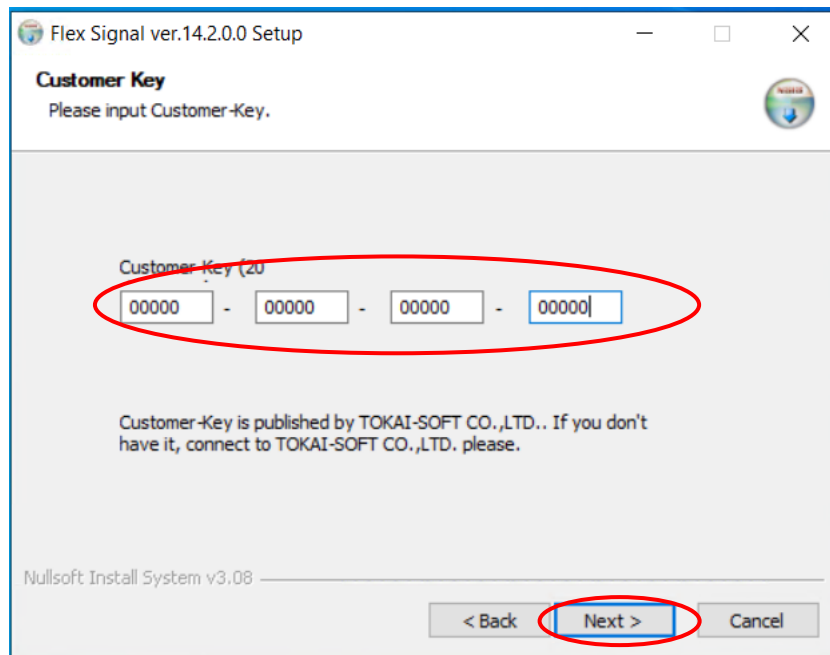 Flex Signal ver.14.2.0.0 Setup
Customer Key
Please input Customer-Key.
Customer-Key (20
00000 - 00000 - 00000 - 00000
Customer-Key is published by TOKAI-SOFT CO.,LTD.. If you don't
have it, connect to TOKAI-SOFT CO.,LTD. please.
Nullsoft Install System v3.08
< Back Next > Cancel